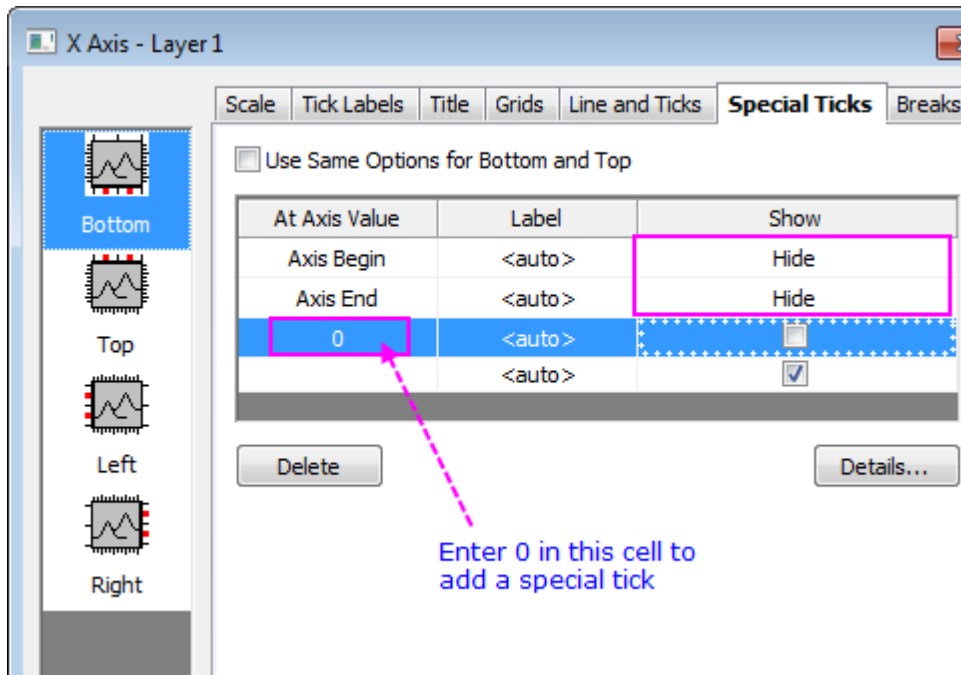 X Axis - Layer 1
Scale Tick Labels Title Grids Line and Ticks Special Ticks Breaks
Use Same Options for Bottom and Top
Bottom
Top
Left
Right
At Axis Value Label Show
Axis Begin <auto> Hide
Axis End <auto> Hide
0 <auto>
<auto>
Delete Details...
Enter 0 in this cell to
add a special tick